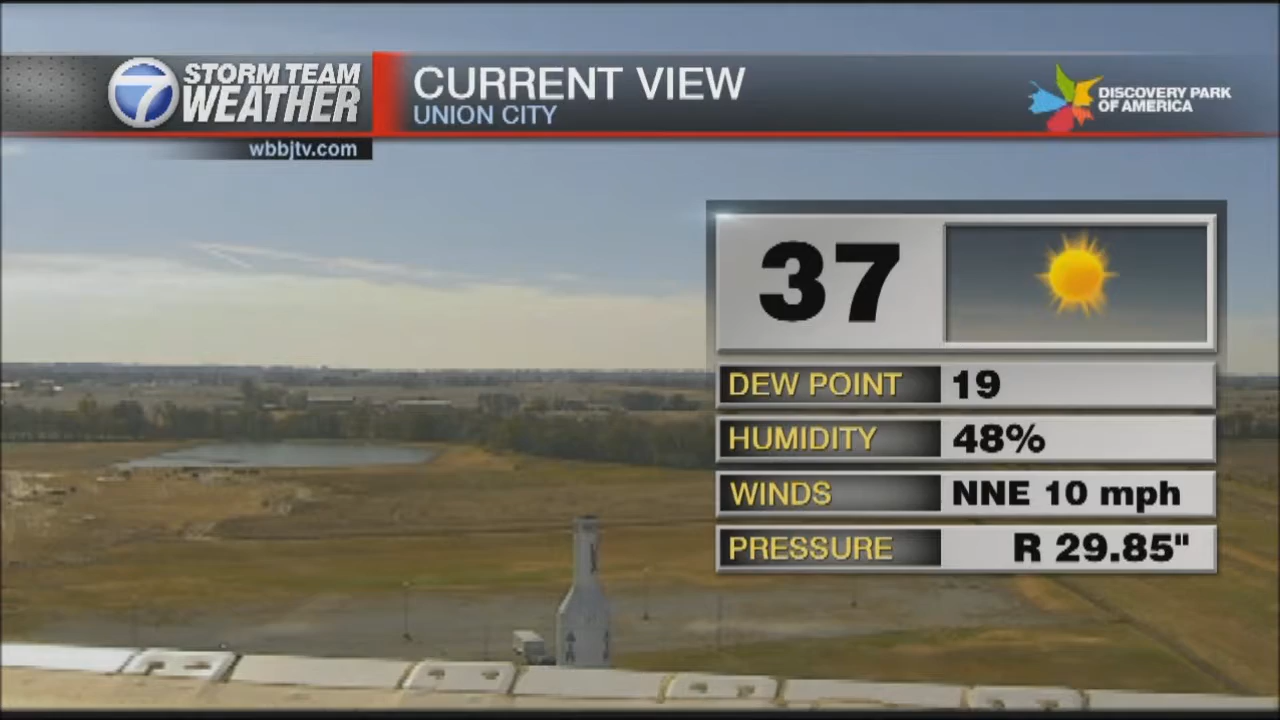 7
STORM TEAM
WEATHER
wbbjtv.com
CURRENT VIEW
UNION CITY
DISCOVERY PARK
OF AMERICA
37
DEW POINT 19
HUMIDITY 48%
WINDS NNE 10 mph
PRESSURE R 29.85"